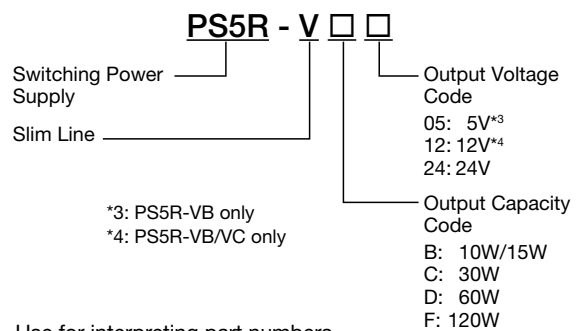 PS5R - V □ □
Switching Power
Supply
Slim Line
Output Voltage
Code
05: 5V*3
12: 12V*4
24: 24V
Output Capacity
Code
B: 10W/15W
C: 30W
D: 60W
F: 120W
*3: PS5R-VB only
*4: PS5R-VB/VC only
Use for interpreting part numbers